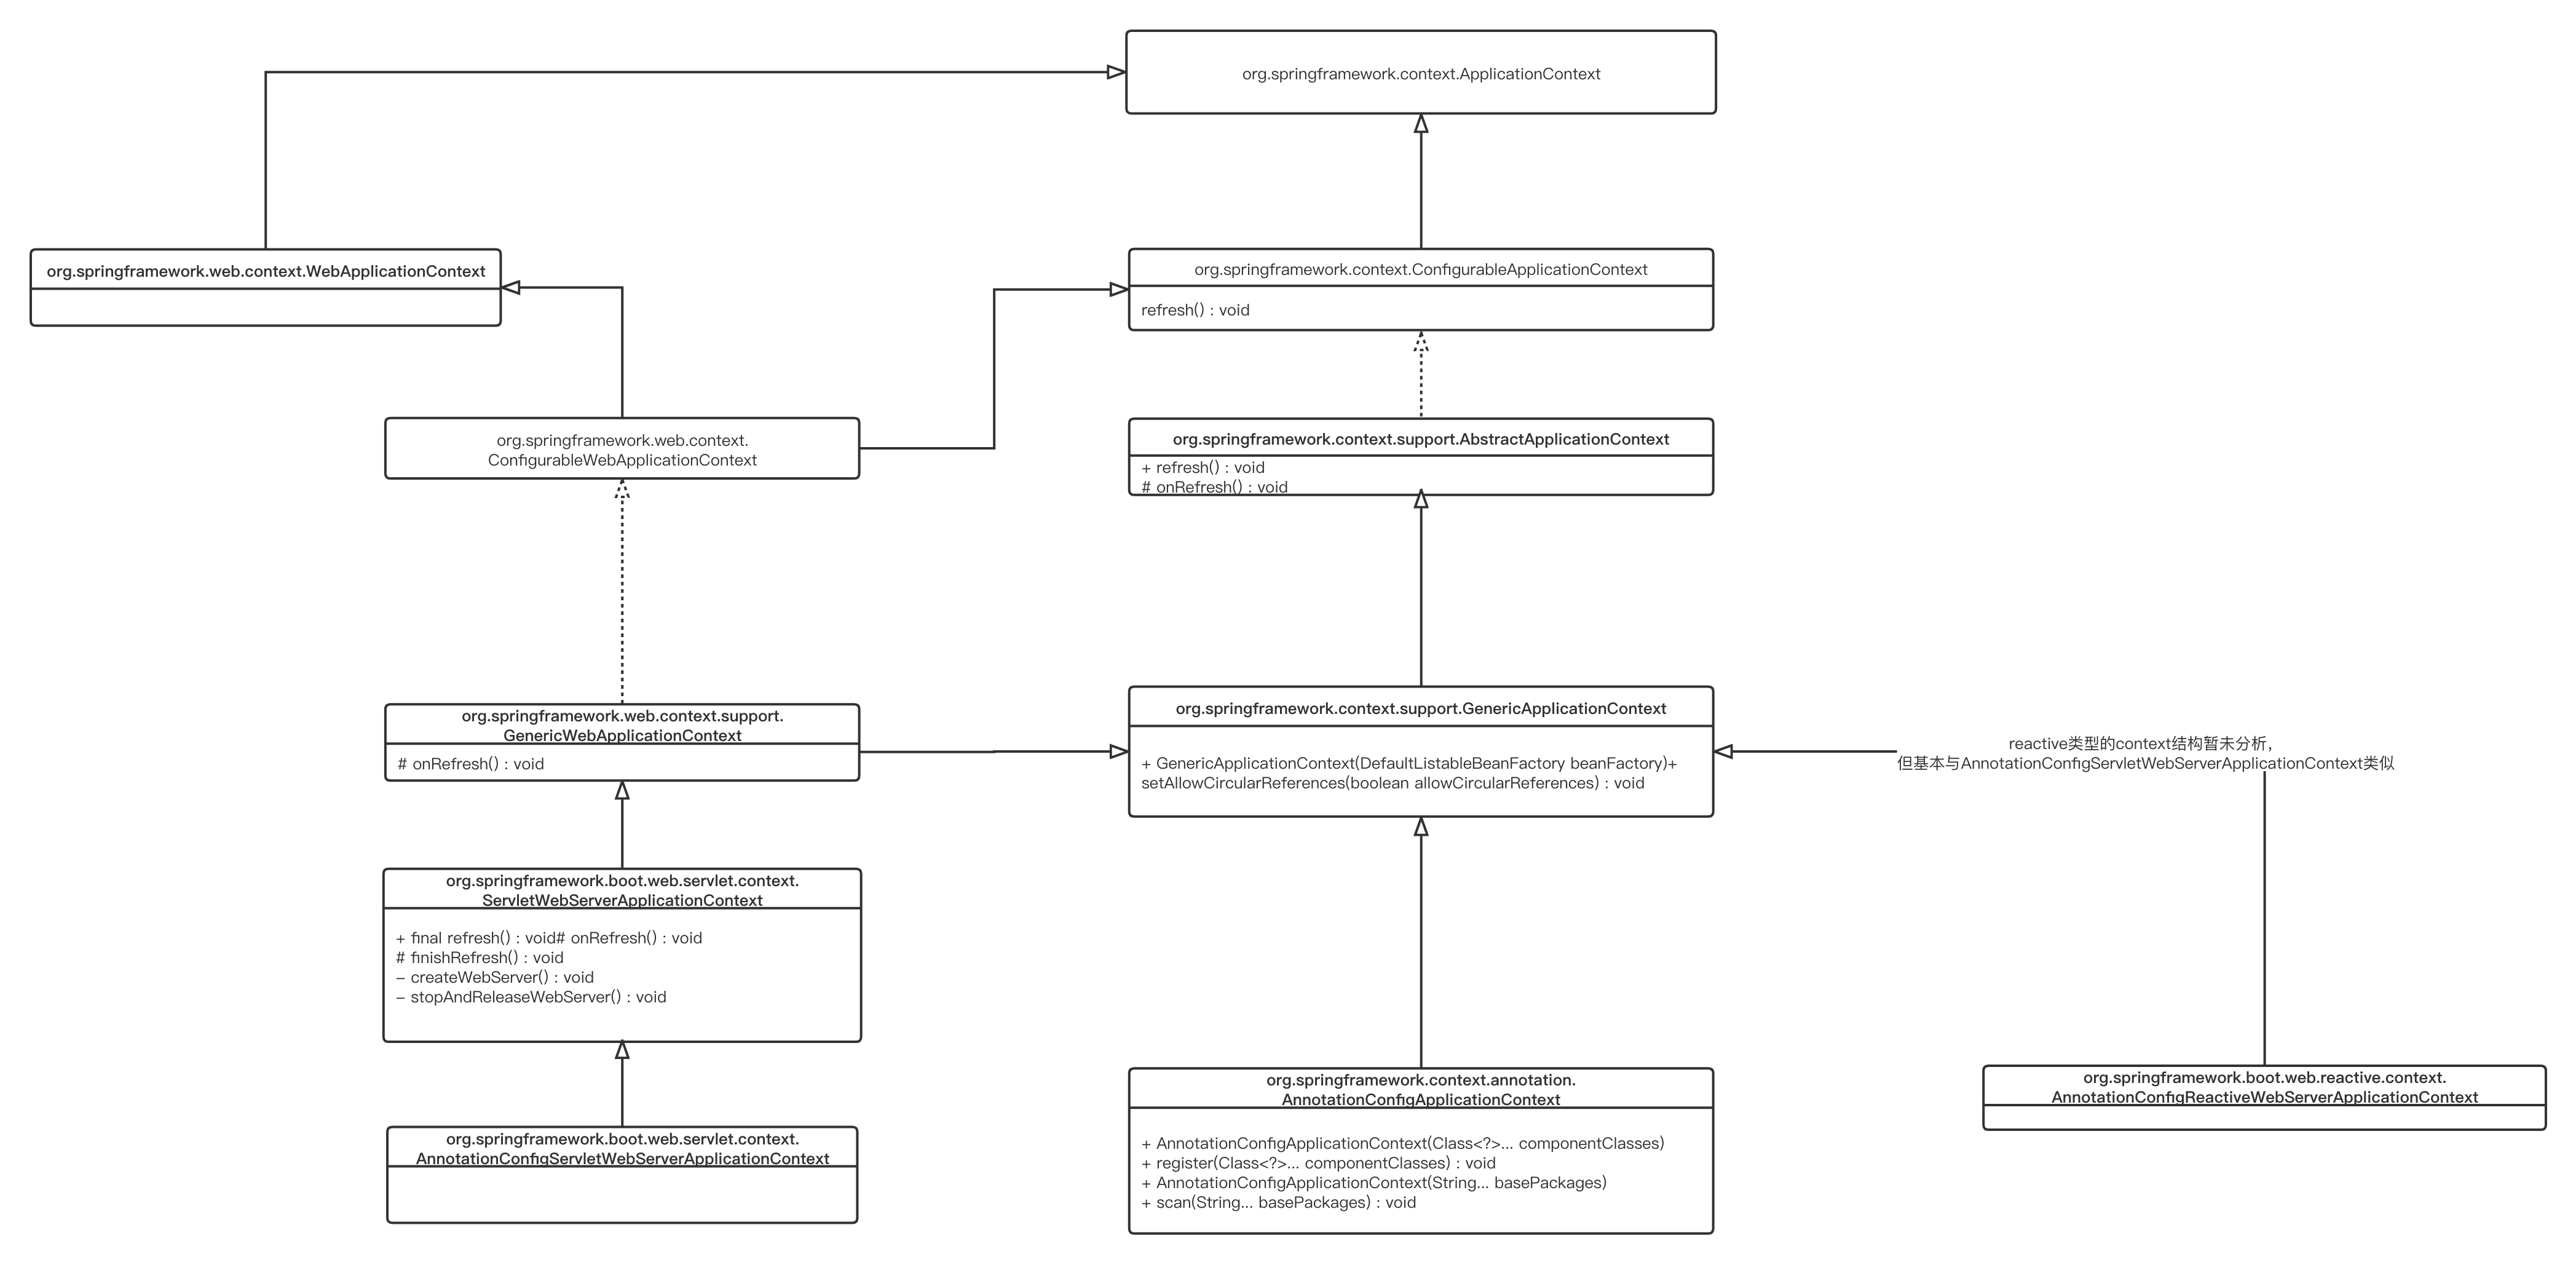 org.springframework.context.ApplicationContext
org.springframework.web.context.WebApplicationContext
org.springframework.context.ConfigurableApplicationContext
refresh() : void
org.springframework.web.context.
ConfigurableWebApplicationContext
org.springframework.context.support.AbstractApplicationContext
+ refresh() : void
# onRefresh() : void
org.springframework.web.context.support.
GenericWebApplicationContext
# onRefresh() : void
org.springframework.context.support.GenericApplicationContext
+ GenericApplicationContext(DefaultListableBeanFactory beanFactory)+
setAllowCircularReferences(boolean allowCircularReferences) : void
reactive类型的context结构暂未分析,
但基本与AnnotationConfigServletWebServerApplicationContext类似
org.springframework.boot.web.servlet.context.
ServletWebServerApplicationContext
+ final refresh() : void# onRefresh() : void
# finishRefresh() : void
– createWebServer() : void
– stopAndReleaseWebServer() : void
org.springframework.boot.web.servlet.context.
AnnotationConfigServletWebServerApplicationContext
org.springframework.context.annotation.
AnnotationConfigApplicationContext
+ AnnotationConfigApplicationContext(Class<?>... componentClasses)
+ register(Class<?>... componentClasses) : void
+ AnnotationConfigApplicationContext(String... basePackages)
+ scan(String... basePackages) : void
org.springframework.boot.web.reactive.context.
AnnotationConfigReactiveWebServerApplicationContext